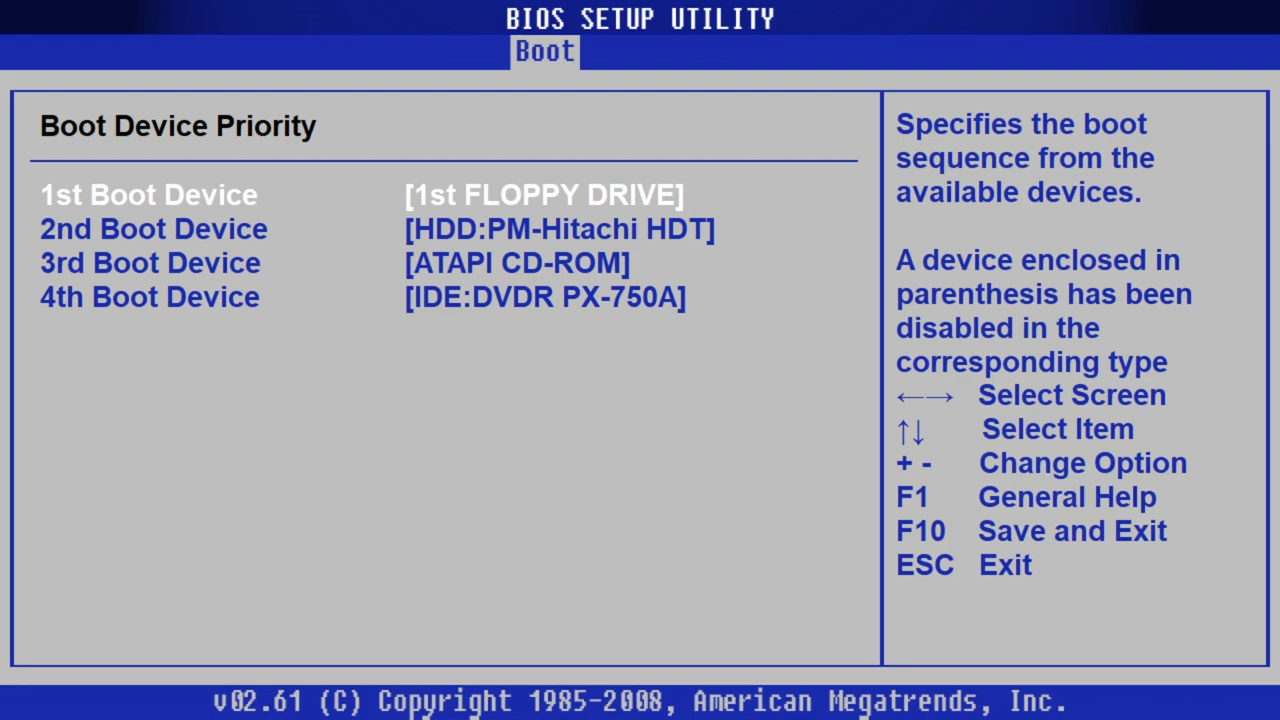 BIOS SETUP UTILITY
Boot
Boot Device Priority
1st Boot Device [1st FLOPPY DRIVE]
2nd Boot Device [HDD:PM-Hitachi HDT]
3rd Boot Device [ATAPI CD-ROM]
4th Boot Device [IDE:DVDR PX-750A]
Specifies the boot
sequence from the
available devices.
A device enclosed in
parenthesis has been
disabled in the
corresponding type
←→ Select Screen
↑↓ Select Item
+ - Change Option
F1 General Help
F10 Save and Exit
ESC Exit
v02.61 (C) Copyright 1985-2008, American Megatrends, Inc.